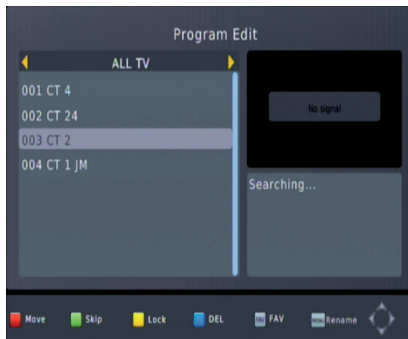 Program Edit
ALL TV
001 CT 4
002 CT 24
003 CT 2
004 CT 1 JM
No signal
Searching...
Move Skip Lock DEL FAV Rename